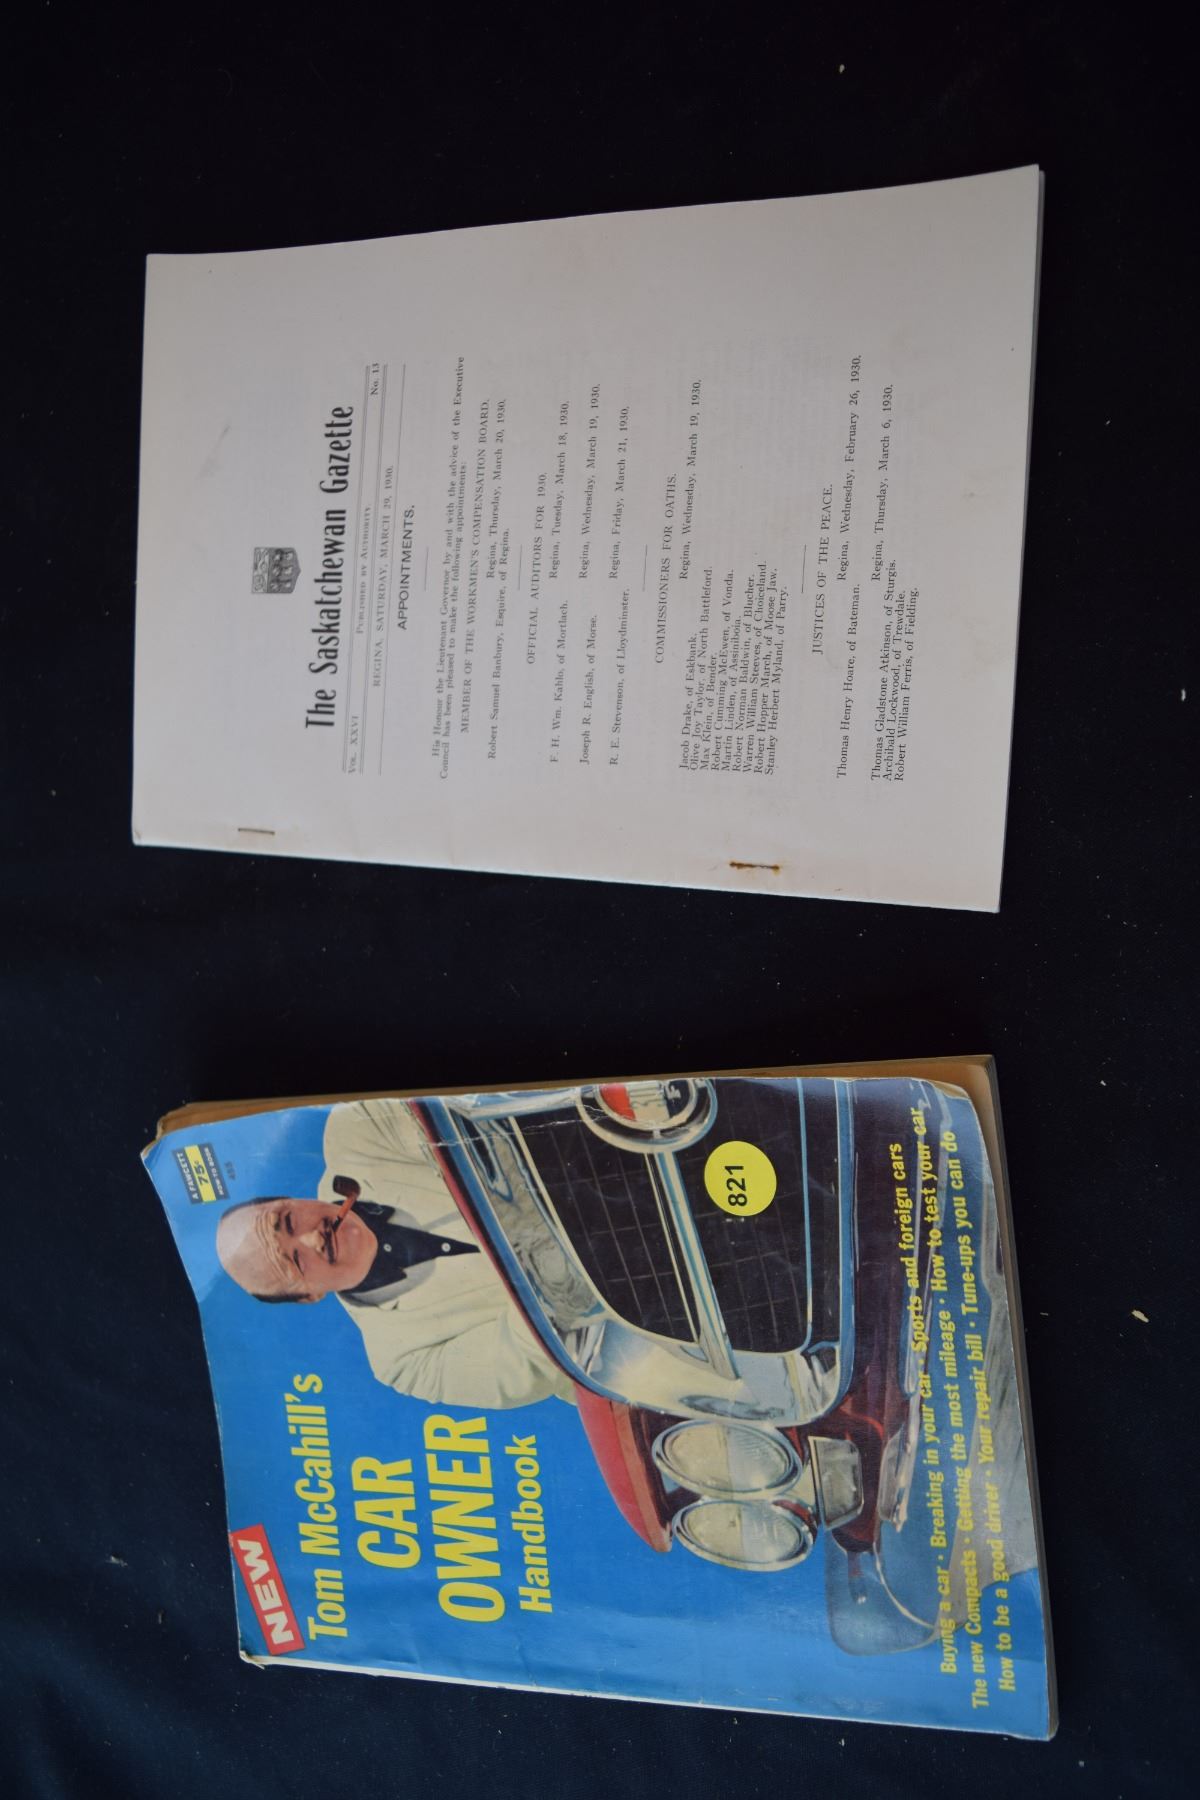 The Saskatchewan Gazette
Vol. XXVI Published by Authority No. 13
REGINA, SATURDAY, MARCH 29, 1930.
APPOINTMENTS.
His Honour the Lieutenant Governor by and with the advice of the Executive
Council has been pleased to make the following appointments:
MEMBER OF THE WORKMEN'S COMPENSATION BOARD.
Regina, Thursday, March 20, 1930.
Robert Samuel Banbury, Esquire, of Regina.
OFFICIAL AUDITORS FOR 1930.
Regina, Tuesday, March 18, 1930.
F. H. Wm. Kahlo, of Mortlach.
Regina, Wednesday, March 19, 1930.
Joseph R. English, of Morse.
Regina, Friday, March 21, 1930.
R. E. Stevenson, of Lloydminster.
COMMISSIONERS FOR OATHS.
Regina, Wednesday, March 19, 1930.
Jacob Drake, of Eskbank.
Olive Joy Taylor, of North Battleford.
Max Klein, of Bender.
Robert Cumming McEwen, of Vonda.
Martin Linden, of Assiniboia.
Robert Norman Baldwin, of Blucher.
Warren William Steeves, of Choiceland.
Robert Hopper March, of Moose Jaw.
Stanley Herbert Myland, of Parry.
JUSTICES OF THE PEACE.
Regina, Wednesday, February 26, 1930.
Thomas Henry Hoare, of Bateman.
Regina, Thursday, March 6, 1930.
Thomas Gladstone Atkinson, of Sturgis.
Archibald Lockwood, of Trewdale.
Robert William Ferris, of Fielding.
A FAWCETT
75¢
HOW-TO BOOK
455
NEW
Tom McCahill's
CAR
OWNER
Handbook
821
Buying a car • Breaking in your car • Sports and foreign cars
The new Compacts • Getting the most mileage • How to test your car
How to be a good driver • Your repair bill • Tune-ups you can do